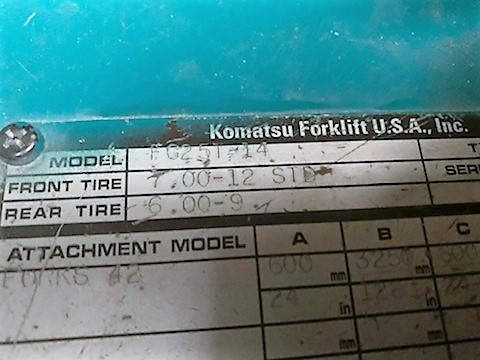 Komatsu Forklift U.S.A., Inc.
MODEL FG25T-14
FRONT TIRE 7.00-12 STD
REAR TIRE 6.00-9
ATTACHMENT MODEL A B C
FORKS 42 600 mm mm
24 in in
mm mm